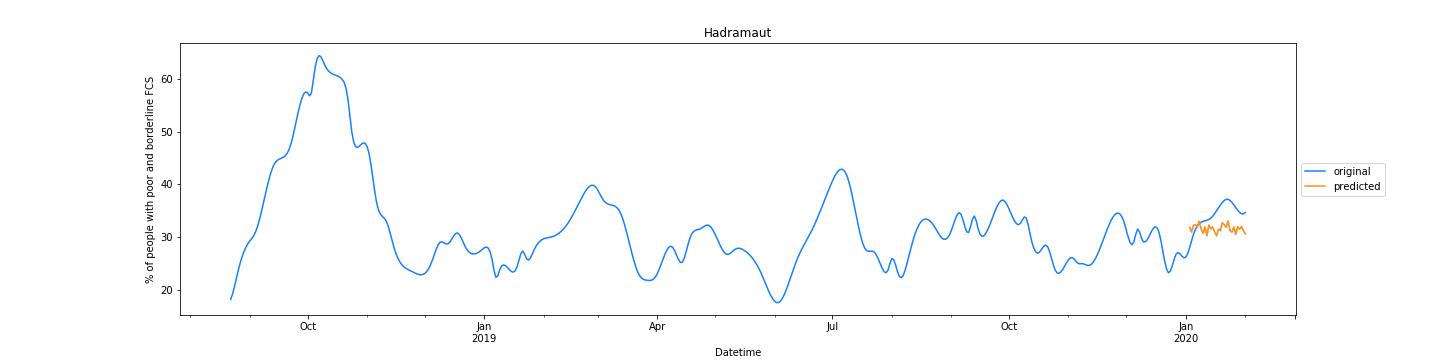 Hadramaut
% of people with poor and borderline FCS
60
50
40
30
20
Oct
Jan
2019
Apr
Jul
Oct
Jan
2020
Datetime
original
predicted